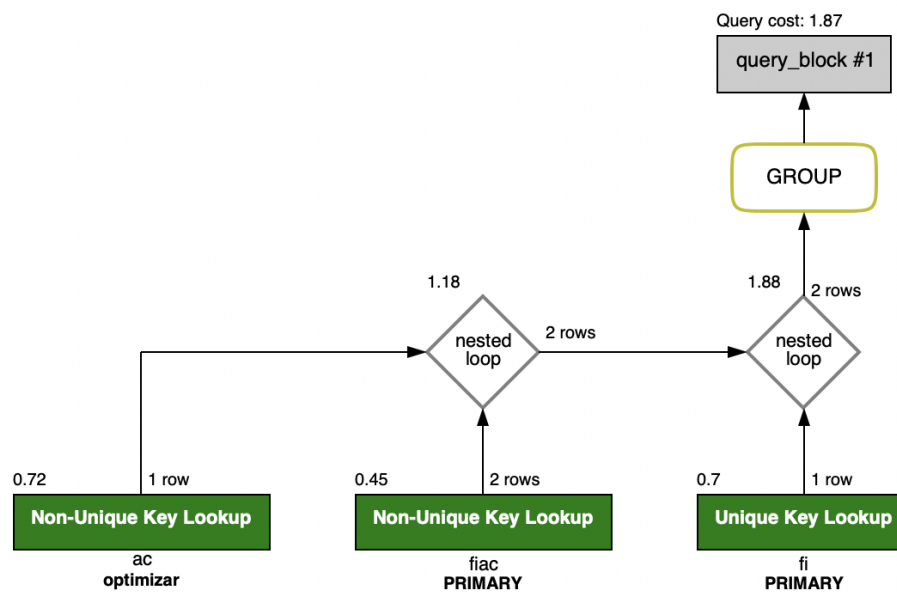 Query cost: 1.87
query_block #1
GROUP
1.18
1.88
2 rows
nested
loop
2 rows
nested
loop
0.72
1 row
0.45
2 rows
0.7
1 row
Non-Unique Key Lookup
Non-Unique Key Lookup
Unique Key Lookup
ac
fiac
fi
optimizar
PRIMARY
PRIMARY